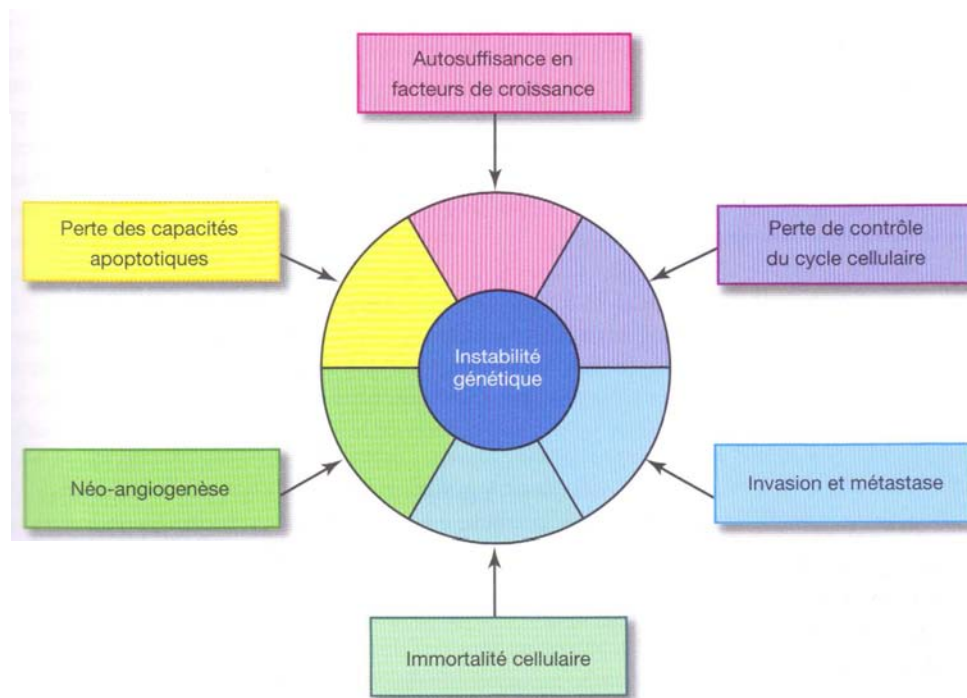 Autosuffisance en
facteurs de croissance
Perte des capacités
apoptotiques
Perte de contrôle
du cycle cellulaire
Instabilité
génétique
Néo-angiogenèse
Invasion et métastase
Immortalité cellulaire